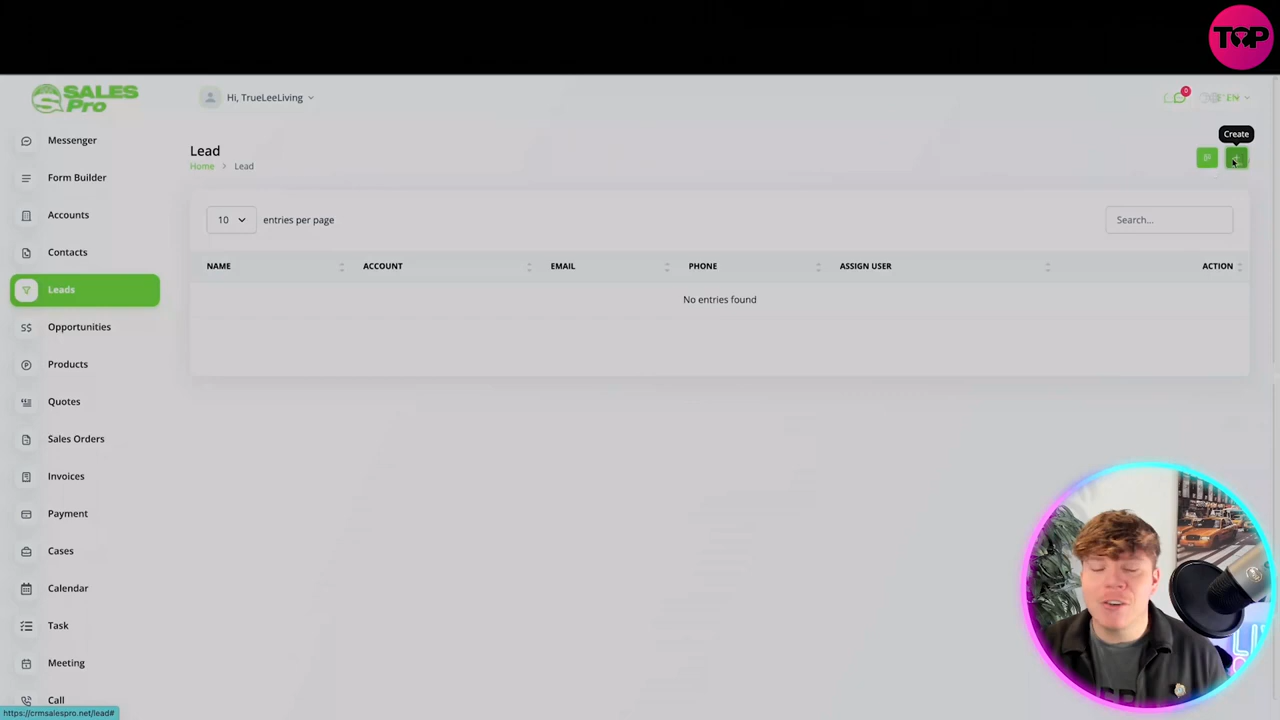 TOP
SALES
Pro
Hi, TrueLeeLiving
0
EN
Create
Messenger
Form Builder
Accounts
Contacts
Leads
Opportunities
Products
Quotes
Sales Orders
Invoices
Payment
Cases
Calendar
Task
Meeting
Call
Lead
Home > Lead
10 entries per page
Search...
NAME ACCOUNT EMAIL PHONE ASSIGN USER ACTION
No entries found
https://crmsalespro.net/lead#